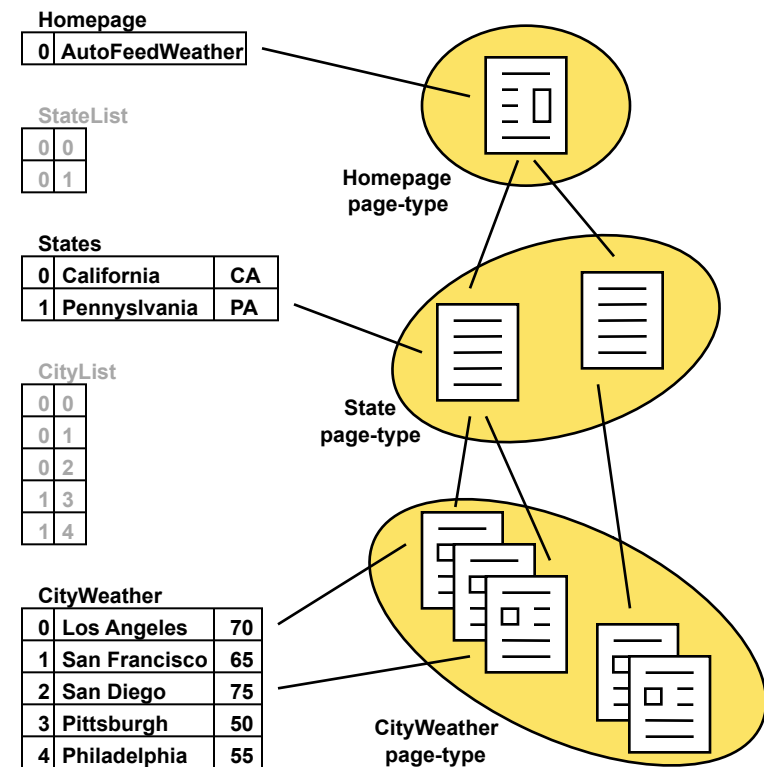 Homepage
0 AutoFeedWeather
StateList
0 0
0 1
Homepage
page-type
States
0 California CA
1 Pennyslvania PA
CityList
0 0
0 1
0 2
1 3
1 4
State
page-type
CityWeather
0 Los Angeles 70
1 San Francisco 65
2 San Diego 75
3 Pittsburgh 50
4 Philadelphia 55
CityWeather
page-type